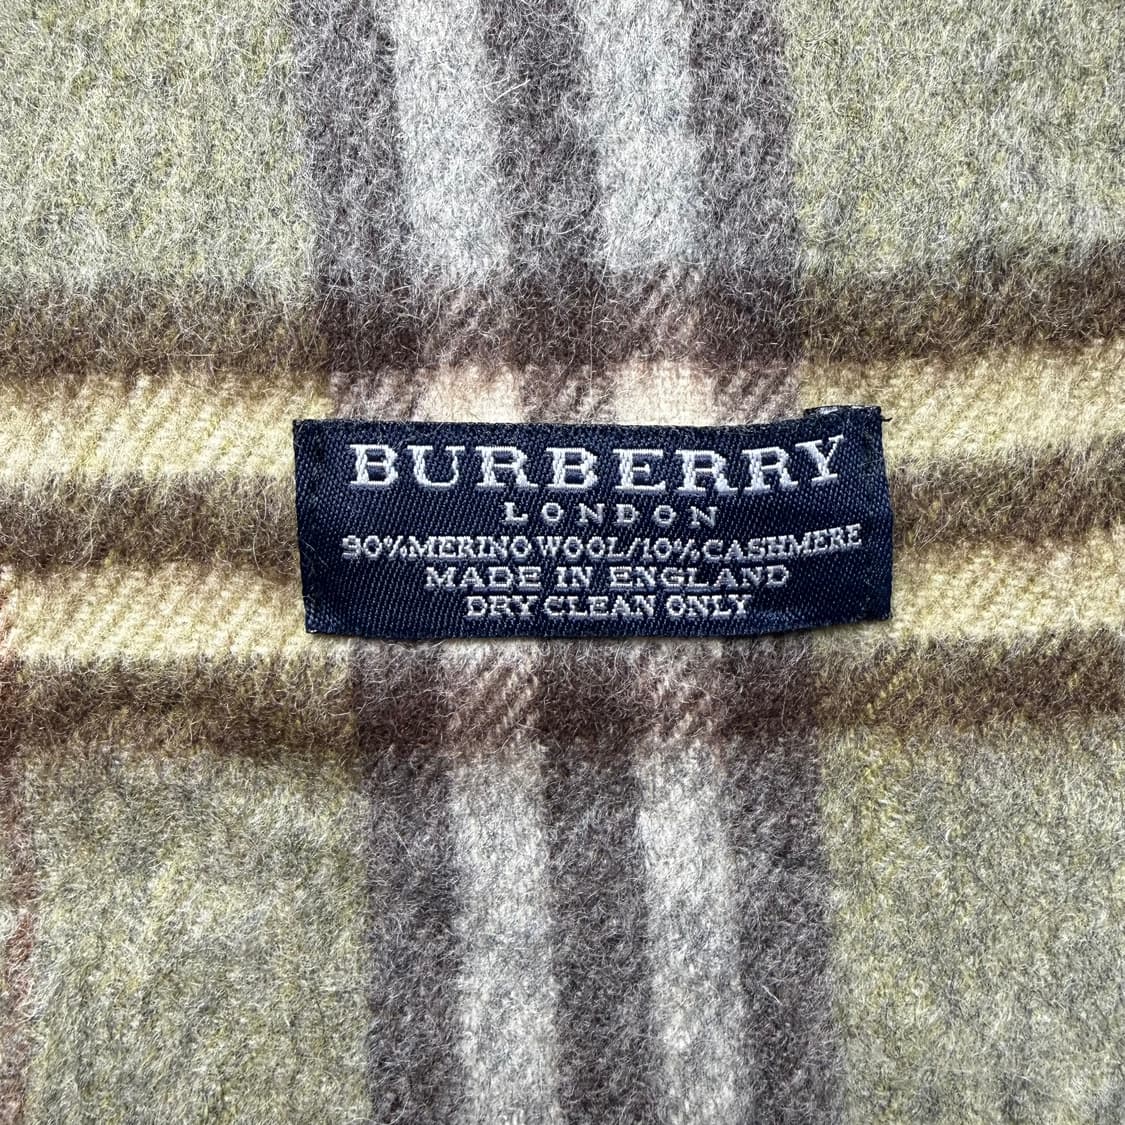 BURBERRY
LONDON
90%MERINO WOOL/10%CASHMERE
MADE IN ENGLAND
DRY CLEAN ONLY